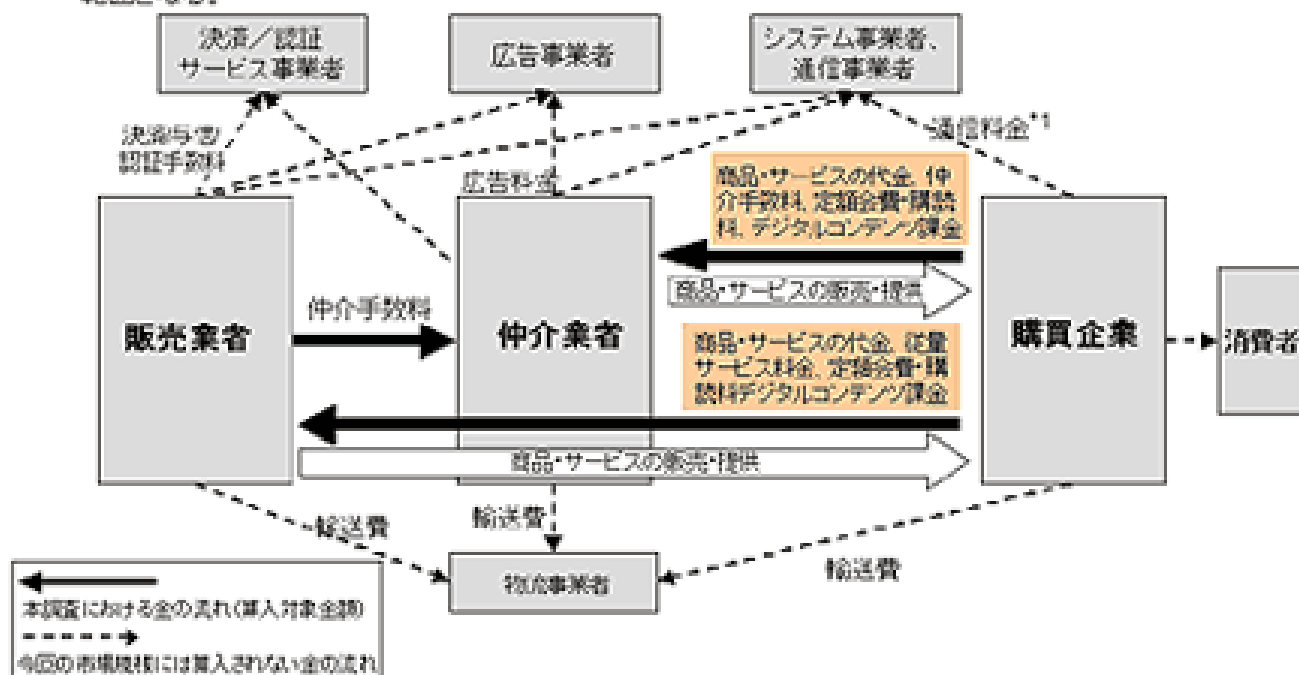 決済／認証
サービス事業者
広告事業者
システム事業者、
通信事業者
決済与信
認証手数料
広告料金
通信料金*1
商品・サービスの代金、仲
介手数料、定額会費・購読
料、デジタルコンテンツ課金
商品・サービスの販売・提供
販売業者
仲介手数料
仲介業者
購買企業
消費者
商品・サービスの代金、従量
サービス料金、定額会費・購
読料デジタルコンテンツ課金
商品・サービスの販売・提供
輸送費
輸送費
輸送費
物流事業者
本調査における金の流れ(算入対象金額)
今回の市場規模には算入されない金の流れ